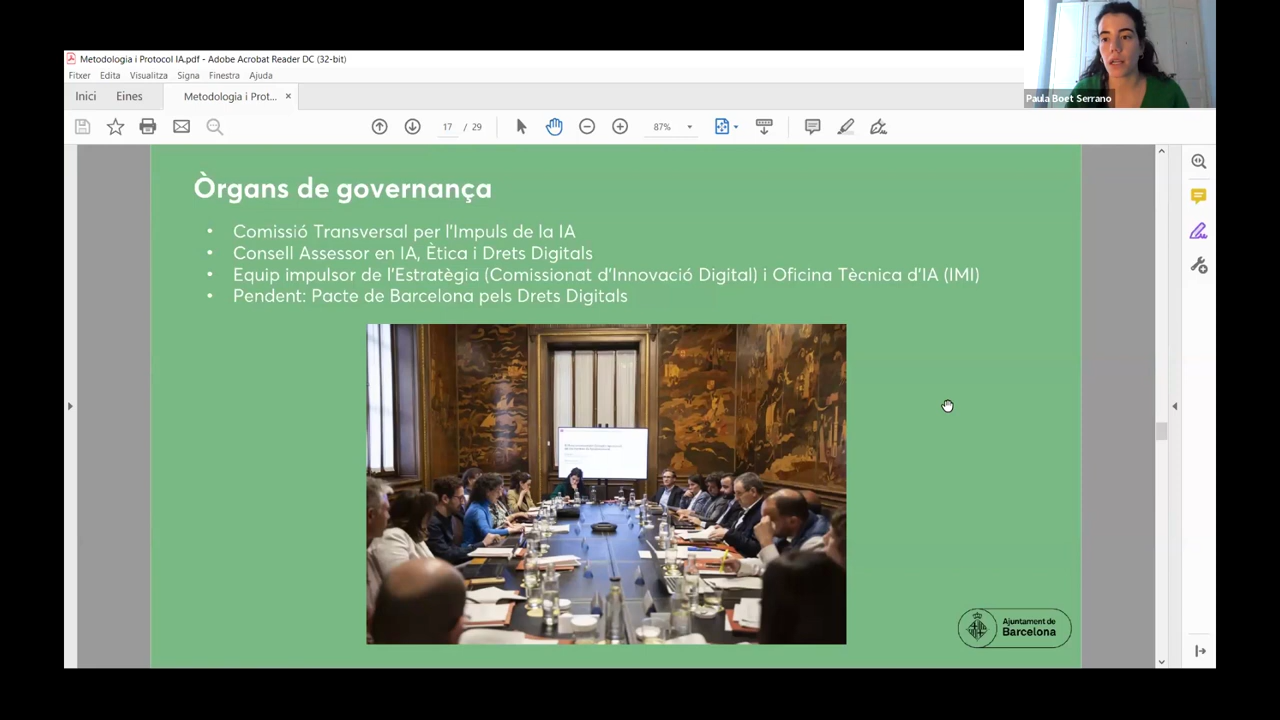 Metodologia i Protocol IA.pdf - Adobe Acrobat Reader DC (32-bit)
Fitxer Edita Visualitza Signa Finestra Ajuda
Inici Eines Metodologia i Prot... ×
17 / 29 87%
Paula Boet Serrano
Òrgans de governança
• Comissió Transversal per l'Impuls de la IA
• Consell Assessor en IA, Ètica i Drets Digitals
• Equip impulsor de l'Estratègia (Comissionat d'Innovació Digital) i Oficina Tècnica d'IA (IMI)
• Pendent: Pacte de Barcelona pels Drets Digitals
Ajuntament de
Barcelona